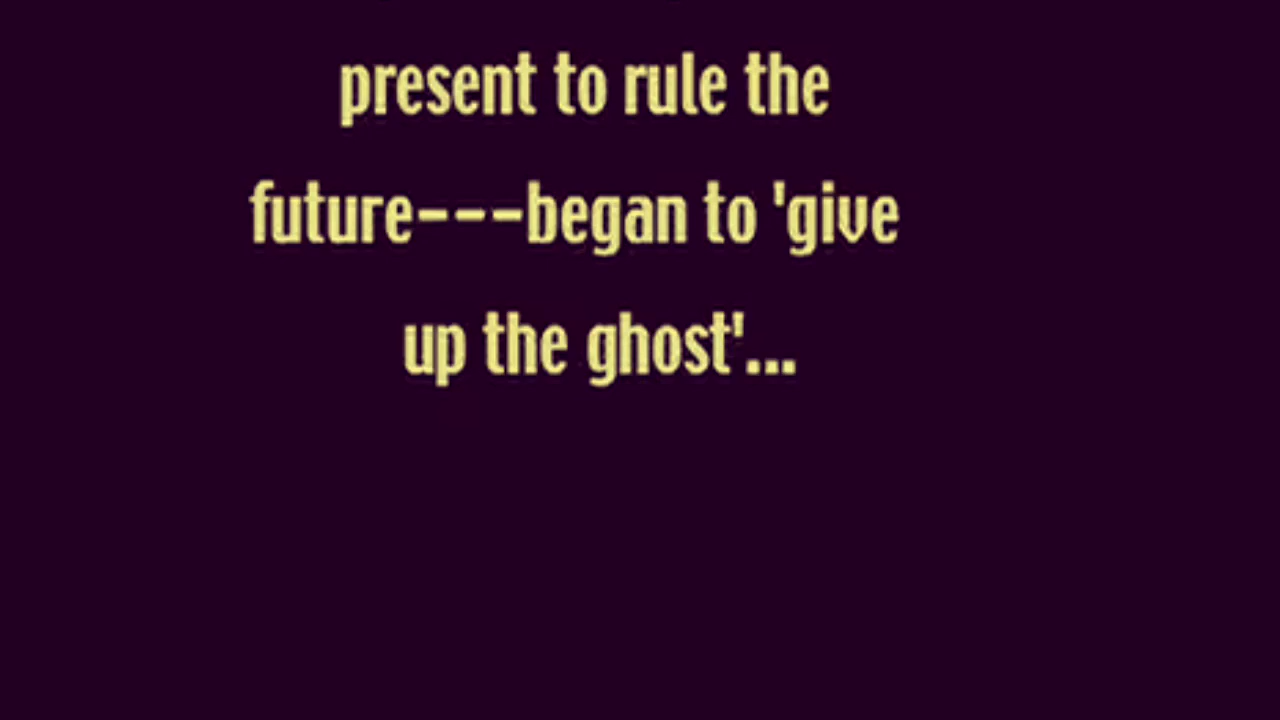 present to rule the
future---began to 'give
up the ghost'...